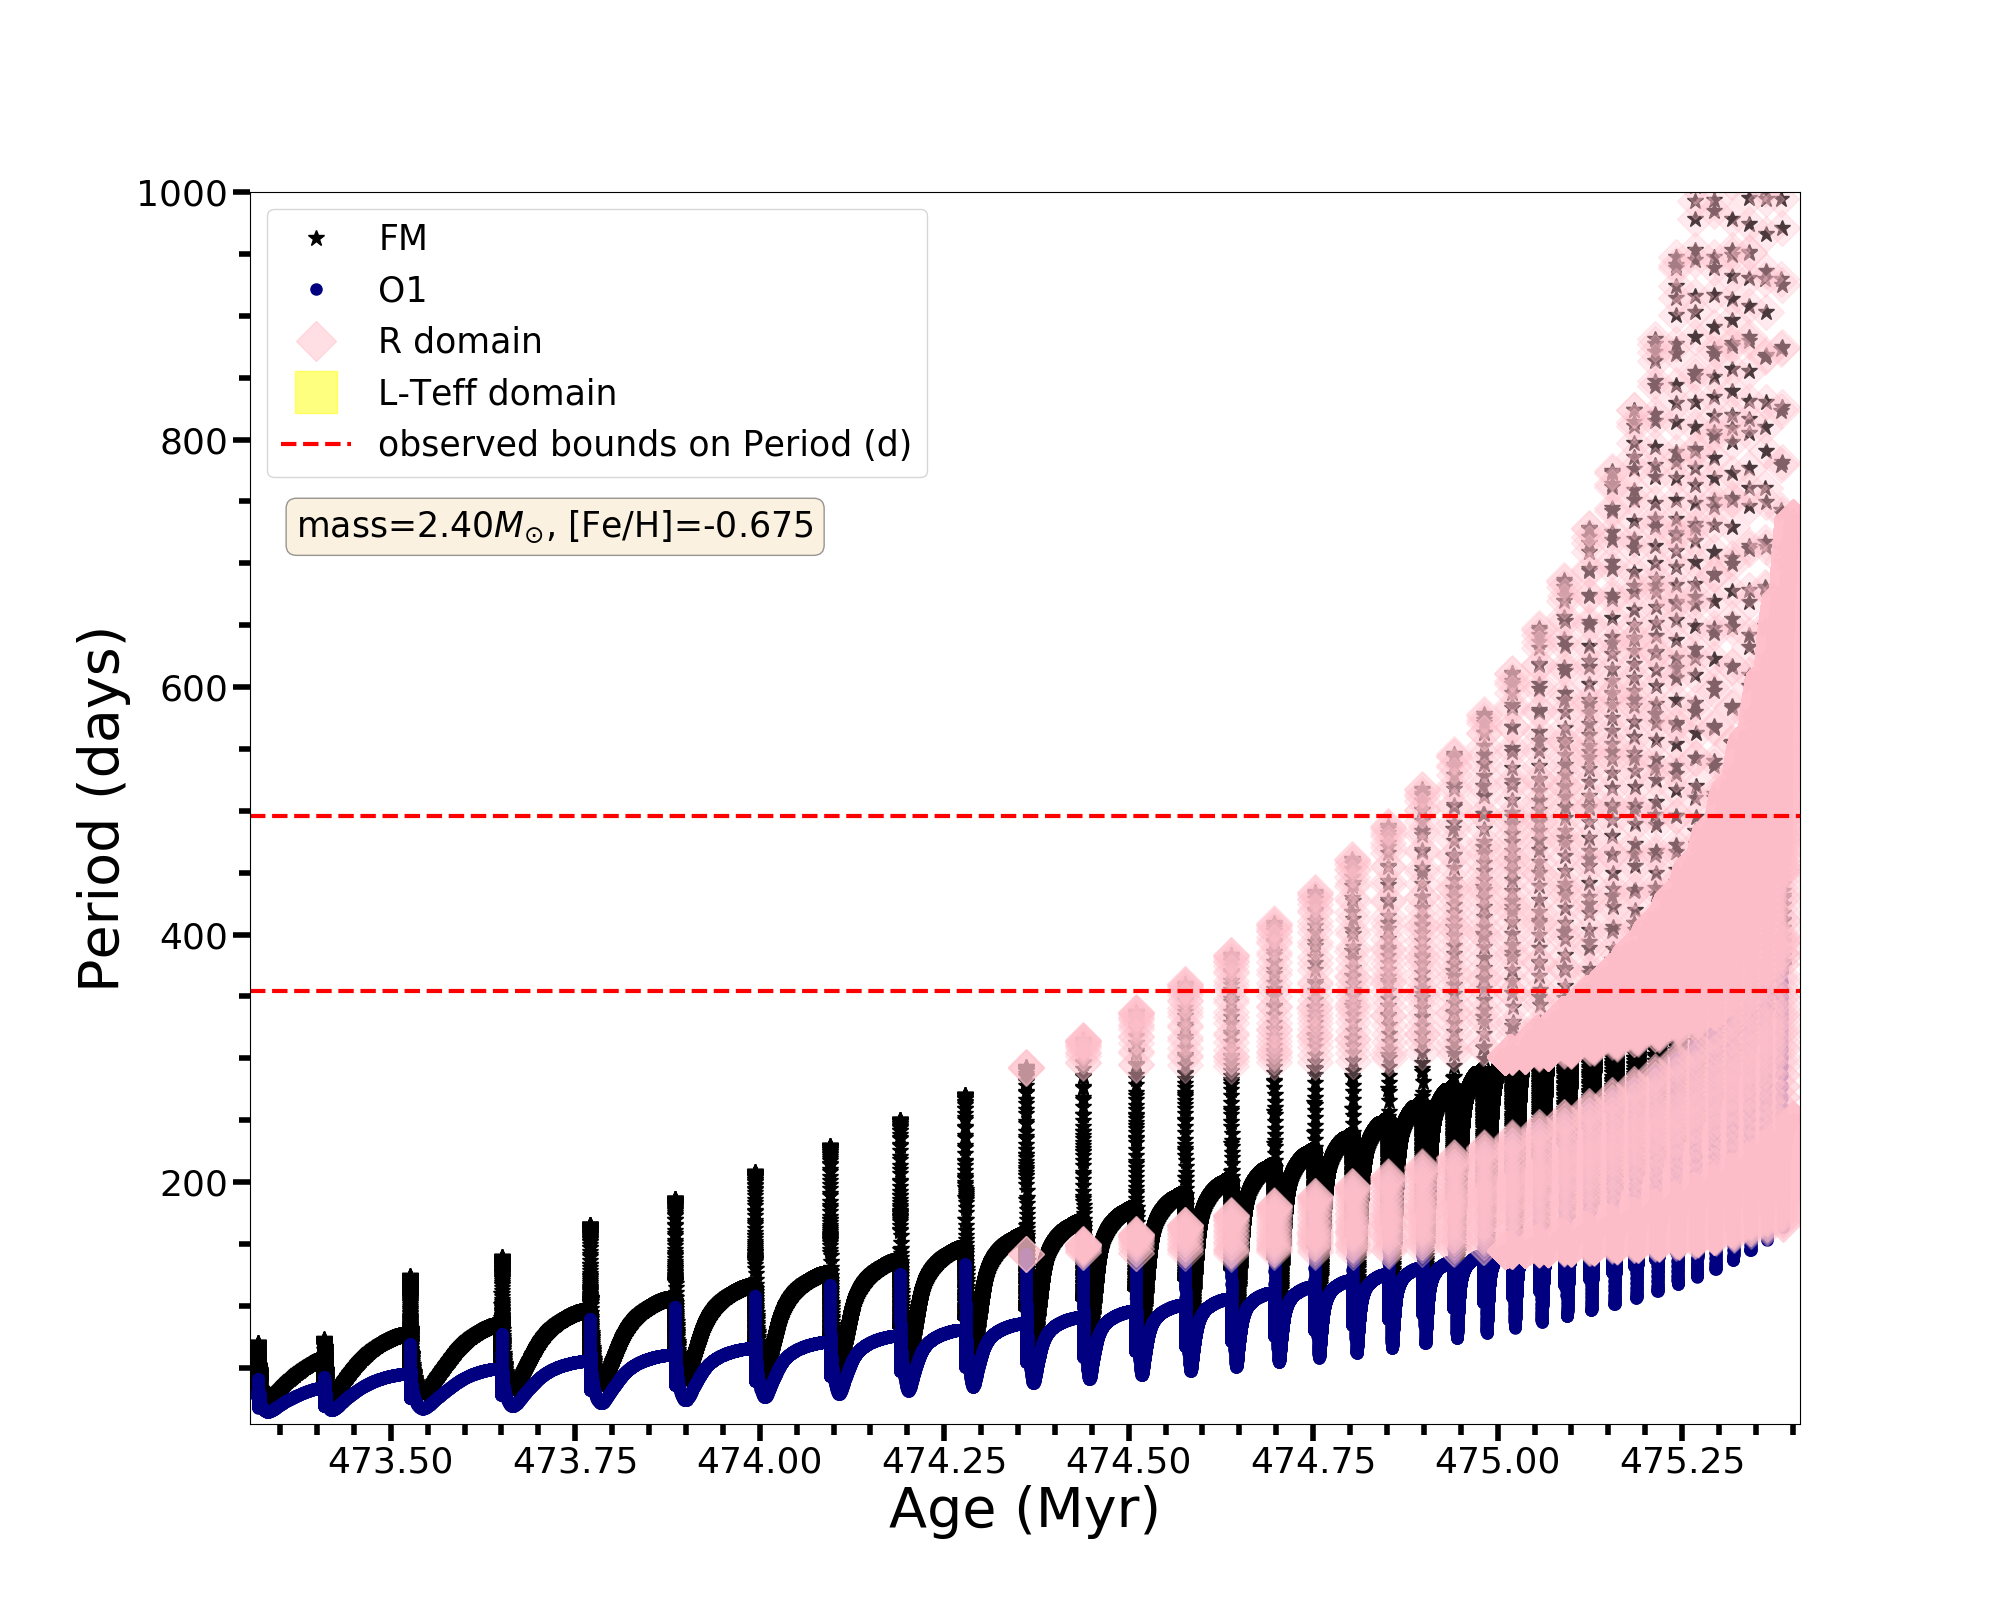 1000
800
600
400
200
Period (days)
FM
O1
R domain
L-Teff domain
observed bounds on Period (d)
mass=2.40M☉, [Fe/H]=-0.675
473.50 473.75 474.00 474.25 474.50 474.75 475.00 475.25
Age (Myr)